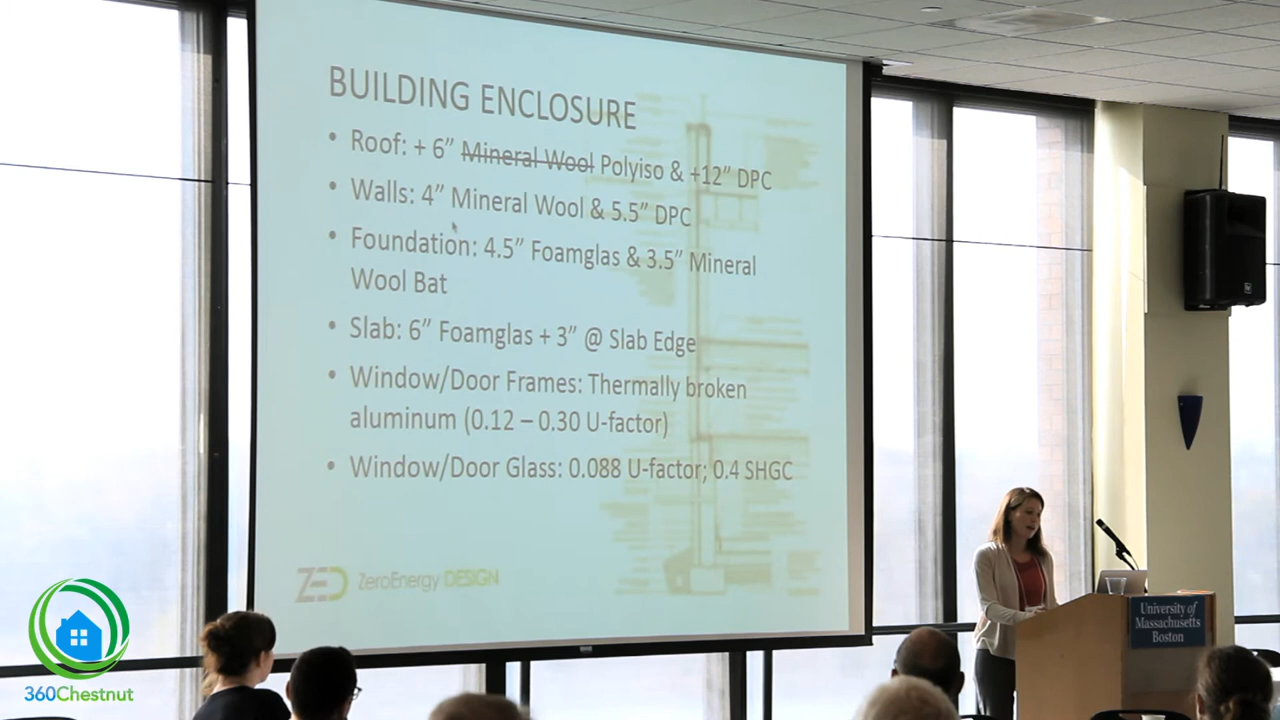 BUILDING ENCLOSURE
• Roof: + 6” Mineral Wool Polyiso & +12” DPC
• Walls: 4” Mineral Wool & 5.5” DPC
• Foundation: 4.5” Foamglas & 3.5” Mineral
Wool Bat
• Slab: 6” Foamglas + 3” @ Slab Edge
• Window/Door Frames: Thermally broken
aluminum (0.12 – 0.30 U-factor)
• Window/Door Glass: 0.088 U-factor; 0.4 SHGC
ZED ZeroEnergy DESIGN
University of
Massachusetts
Boston
360Chestnut